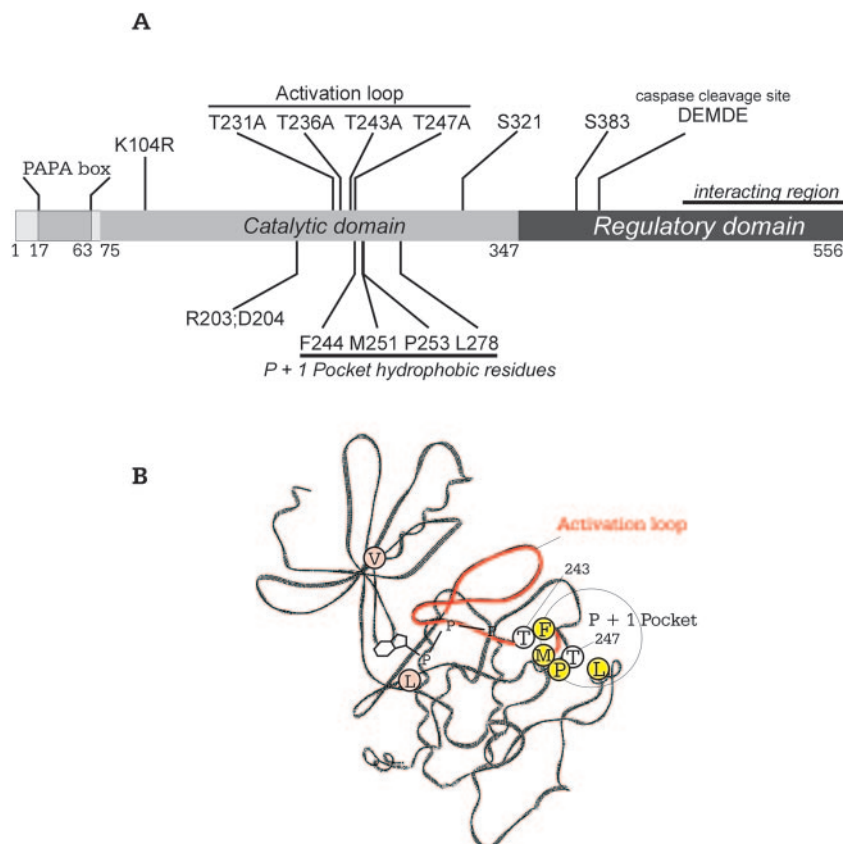 A
Activation loop
T231A T236A T243A T247A
S321
S383
caspase cleavage site
DEMDE
K104R
PAPA box
interacting region
Catalytic domain
Regulatory domain
1 17 63 75 347 556
R203;D204
F244 M251 P253 L278
P + 1 Pocket hydrophobic residues
B
Activation loop
243
V
P + 1 Pocket
F
T
P P
247
M
T
P
P
L
L